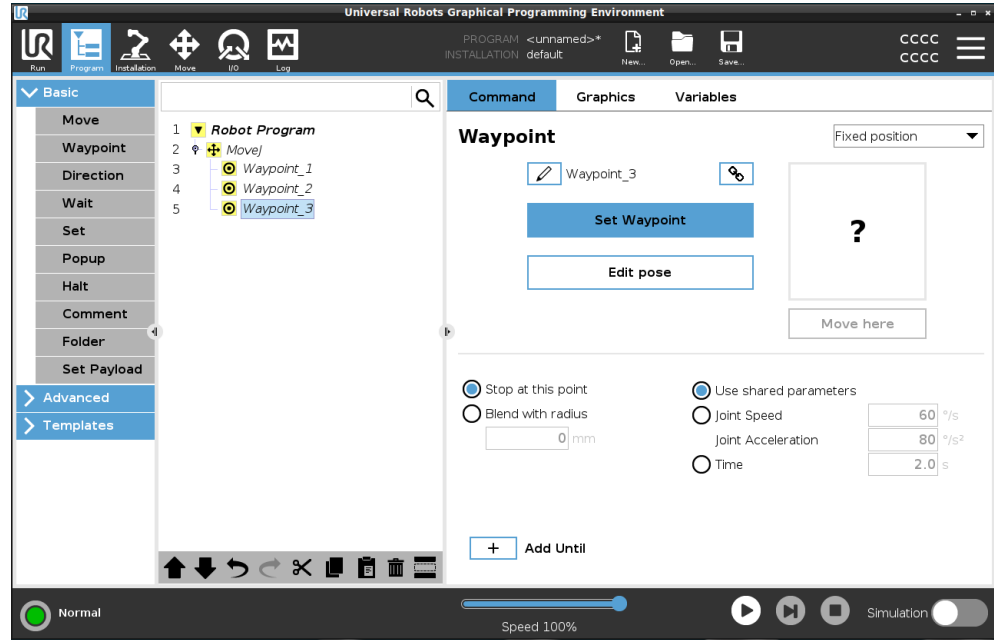 Universal Robots Graphical Programming Environment
UR
Run
Program
Installation
Move
I/O
Log
PROGRAM <unnamed>*
INSTALLATION default
New...
Open...
Save...
CCCC
CCCC
Basic
Move
Waypoint
Direction
Wait
Set
Popup
Halt
Comment
Folder
Set Payload
Advanced
Templates
1 Robot Program
2 MoveJ
3 Waypoint_1
4 Waypoint_2
5 Waypoint_3
Command Graphics Variables
Waypoint
Fixed position
Waypoint_3
Set Waypoint
?
Edit pose
Move here
Stop at this point
Blend with radius
0 mm
Use shared parameters
Joint Speed 60 °/s
Joint Acceleration 80 °/s²
Time 2.0 s
+ Add Until
Normal
Speed 100%
Simulation